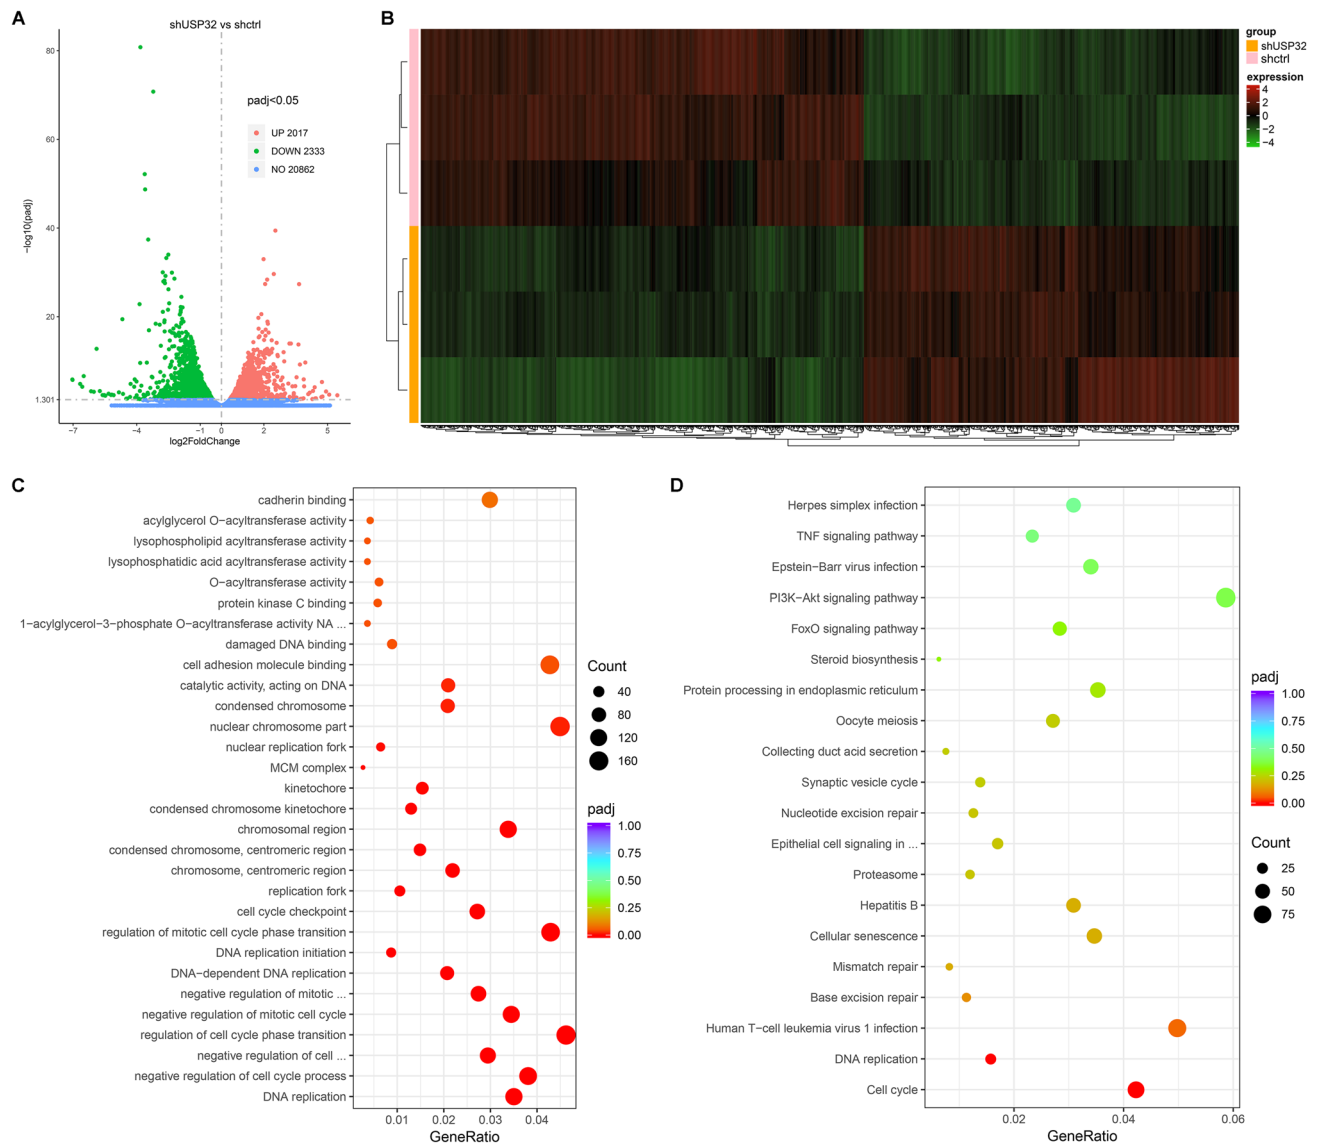 A
shUSP32 vs shctrl
80
60
40
20
1.301
−log10(padj)
padj<0.05
UP 2017
DOWN 2333
NO 20862
−7
−4
−1
0
2
5
log2FoldChange
B
group
shUSP32
shctrl
expression
4
2
0
−2
−4
C
cadherin binding
acylglycerol O−acyltransferase activity
lysophospholipid acyltransferase activity
lysophosphatidic acid acyltransferase activity
O−acyltransferase activity
protein kinase C binding
1−acylglycerol−3−phosphate O−acyltransferase activity NA ...
damaged DNA binding
cell adhesion molecule binding
catalytic activity, acting on DNA
condensed chromosome
nuclear chromosome part
nuclear replication fork
MCM complex
kinetochore
condensed chromosome kinetochore
chromosomal region
condensed chromosome, centromeric region
chromosome, centromeric region
replication fork
cell cycle checkpoint
regulation of mitotic cell cycle phase transition
DNA replication initiation
DNA−dependent DNA replication
negative regulation of mitotic ...
negative regulation of mitotic cell cycle
regulation of cell cycle phase transition
negative regulation of cell ...
negative regulation of cell cycle process
DNA replication
0.01
0.02
0.03
0.04
GeneRatio
Count
40
80
120
160
padj
1.00
0.75
0.50
0.25
0.00
D
Herpes simplex infection
TNF signaling pathway
Epstein−Barr virus infection
PI3K−Akt signaling pathway
FoxO signaling pathway
Steroid biosynthesis
Protein processing in endoplasmic reticulum
Oocyte meiosis
Collecting duct acid secretion
Synaptic vesicle cycle
Nucleotide excision repair
Epithelial cell signaling in ...
Proteasome
Hepatitis B
Cellular senescence
Mismatch repair
Base excision repair
Human T−cell leukemia virus 1 infection
DNA replication
Cell cycle
0.02
0.04
0.06
GeneRatio
padj
1.00
0.75
0.50
0.25
0.00
Count
25
50
75